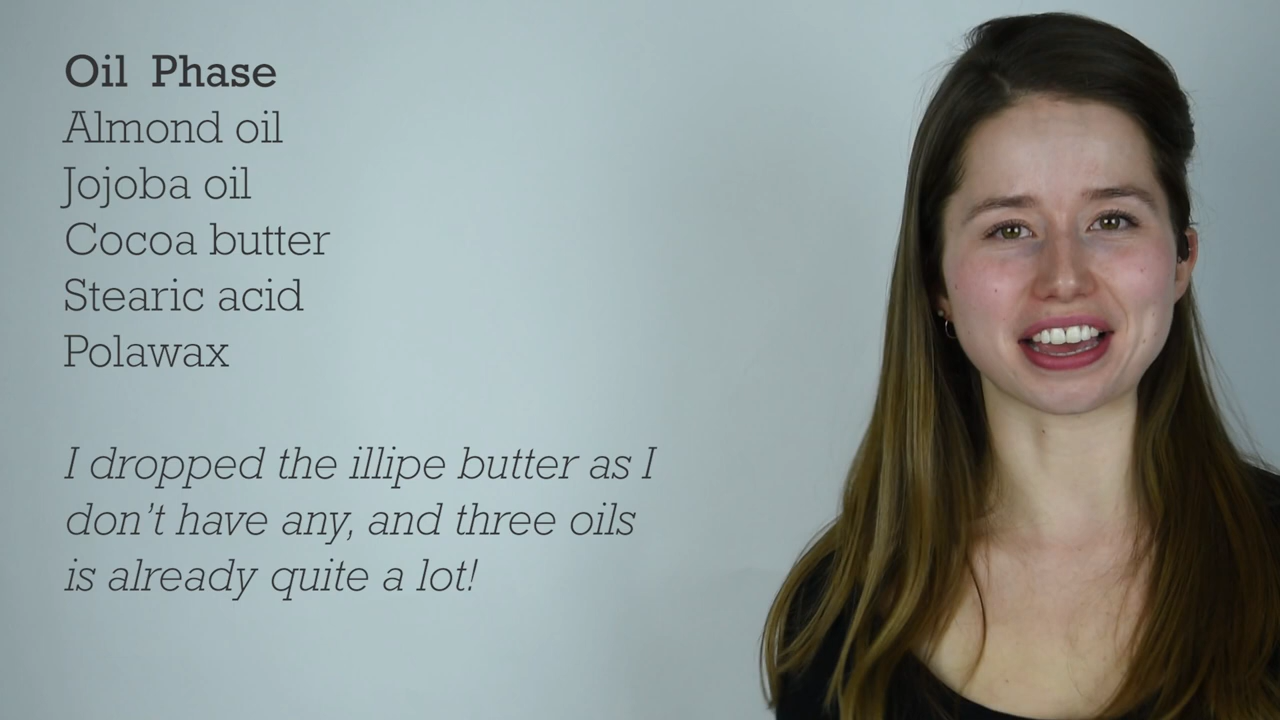 Oil Phase
Almond oil
Jojoba oil
Cocoa butter
Stearic acid
Polawax
I dropped the illipe butter as I
don't have any, and three oils
is already quite a lot!